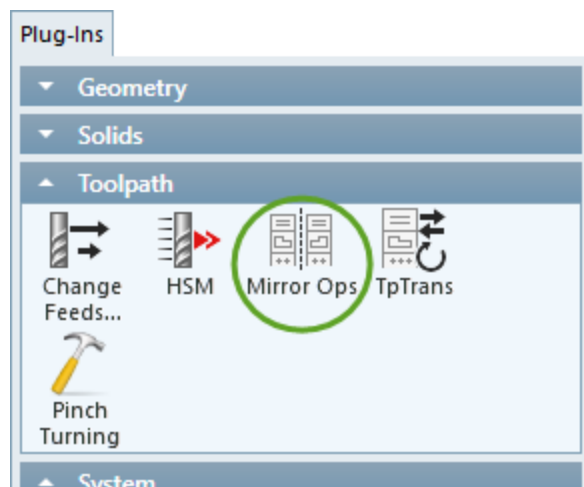 Plug-Ins
Geometry
Solids
Toolpath
Change
Feeds...
HSM
Mirror Ops
TpTrans
Pinch
Turning
System